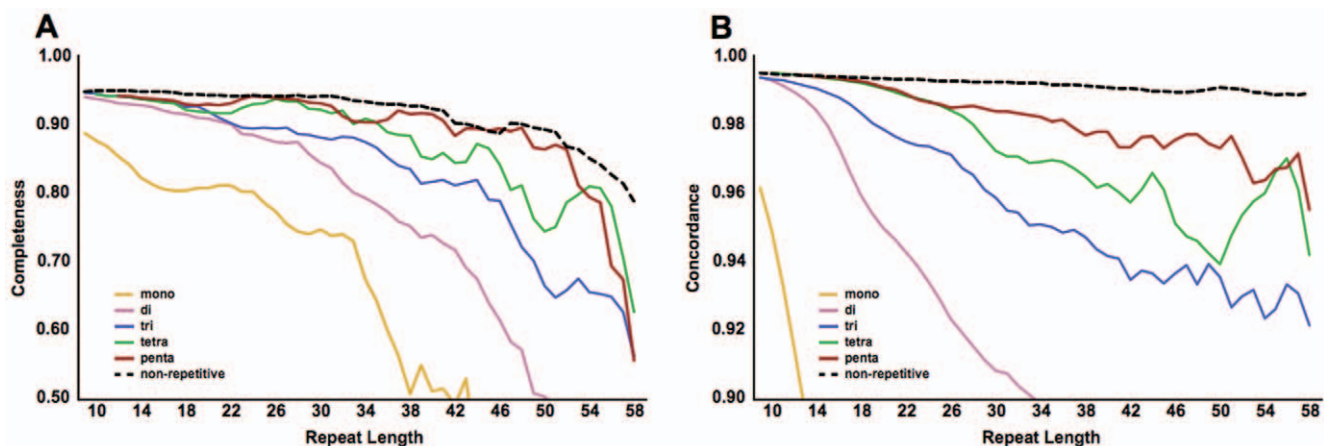 A
Completeness
1.00
0.90
0.80
0.70
0.60
0.50
mono
di
tri
tetra
penta
non-repetitive
10 14 18 22 26 30 34 38 42 46 50 54 58
Repeat Length
B
Concordance
1.00
0.98
0.96
0.94
0.92
0.90
mono
di
tri
tetra
penta
non-repetitive
10 14 18 22 26 30 34 38 42 46 50 54 58
Repeat Length